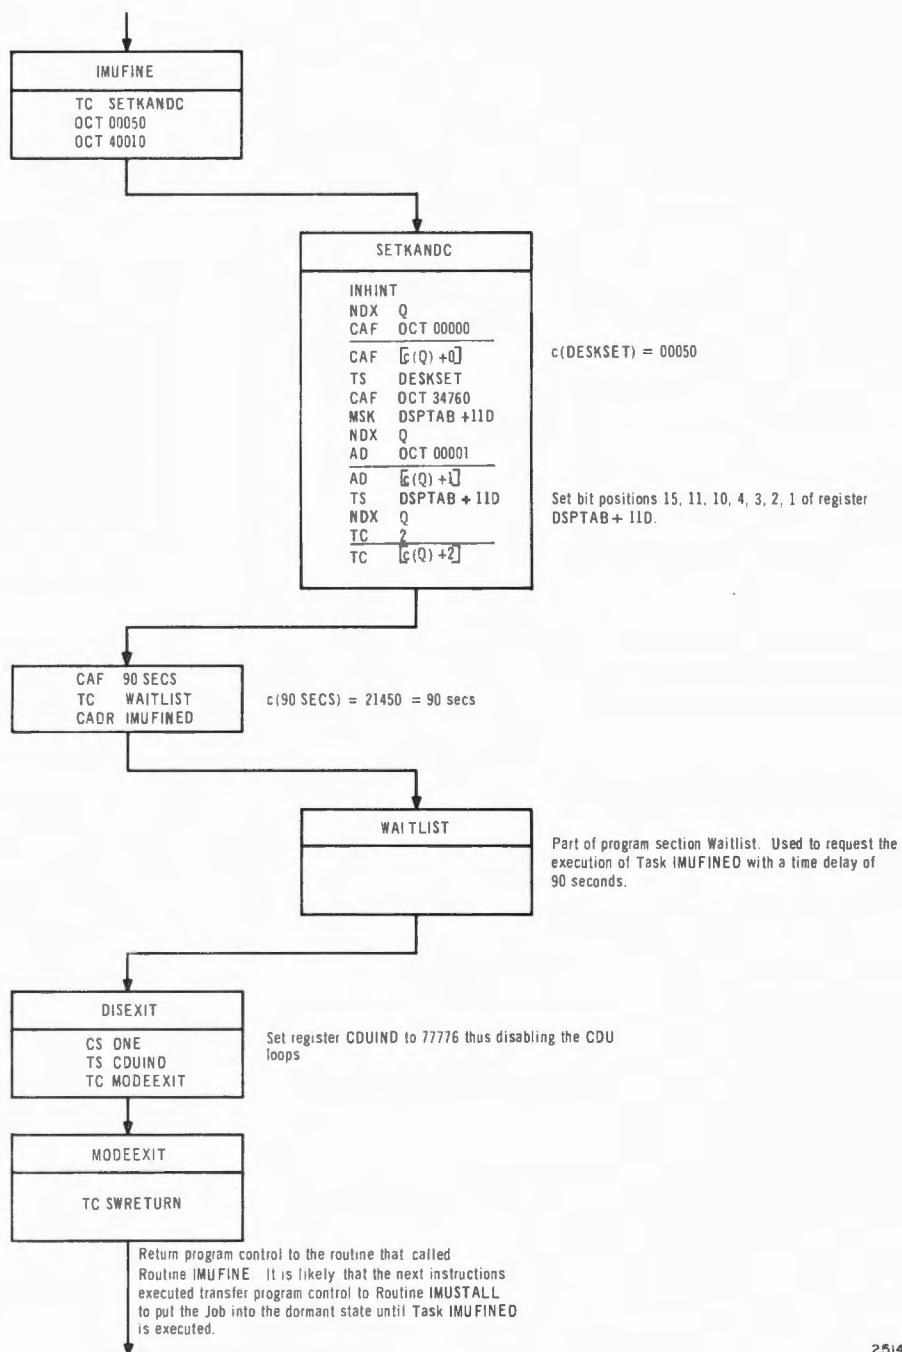 IMUFINE
TC SETKANDC
OCT 00050
OCT 40010
SETKANDC
INHINT
NDX Q
CAF OCT 00000
CAF [c(Q) +0]
c(DESKSET) = 00050
TS DESKSET
CAF OCT 34760
MSK DSPTAB +11D
NDX Q
AD OCT 00001
AD [c(Q) +1]
TS DSPTAB + 11D
Set bit positions 15, 11, 10, 4, 3, 2, 1 of register
DSPTAB + 11D.
NDX Q
TC 2
TC [c(Q) +2]
CAF 90 SECS
TC WAITLIST
CADR IMUFINED
c(90 SECS) = 21450 = 90 secs
WAITLIST
Part of program section Waitlist. Used to request the
execution of Task IMUFINED with a time delay of
90 seconds.
DISEXIT
CS ONE
TS CDUIND
TC MODEEXIT
Set register CDUIND to 77776 thus disabling the CDU
loops
MODEEXIT
TC SWRETURN
Return program control to the routine that called
Routine IMUFINE It is likely that the next instructions
executed transfer program control to Routine IMUSTALL
to put the Job into the dormant state until Task IMUFINED
is executed.
2514